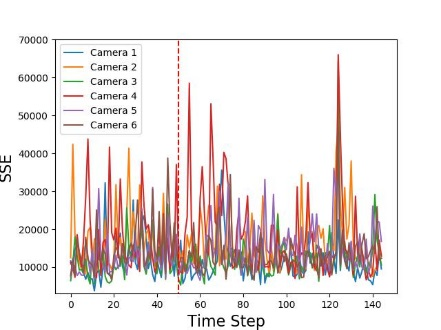 70000
60000
50000
40000
30000
20000
10000
SSE
Camera 1
Camera 2
Camera 3
Camera 4
Camera 5
Camera 6
0 20 40 60 80 100 120 140
Time Step